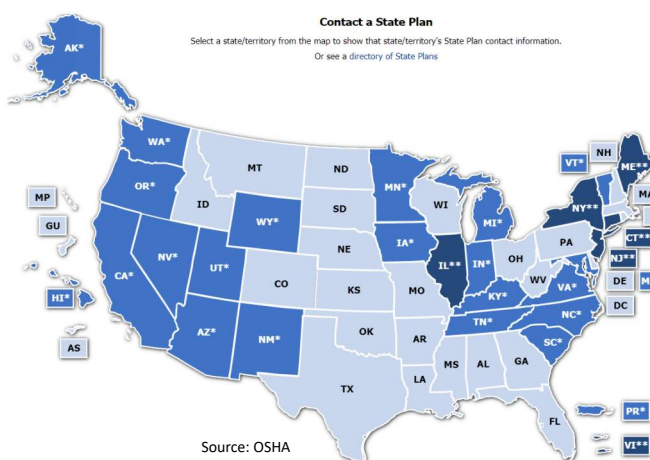 Contact a State Plan
Select a state/territory from the map to show that state/territory's State Plan contact information.
Or see a directory of State Plans
AK*
WA*
MT
ND
MN*
VT*
NH
ME**
OR*
ID
SD
WI
MI*
NY**
MA
MP
WY*
CT**
GU
NV*
NE
IA*
PA
NJ**
CA*
UT*
CO
KS
MO
IL**
IN*
OH
WV
VA*
DE
M
HI*
KY*
DC
AZ*
NM*
OK
AR
TN*
NC*
AS
SC*
TX
LA
MS
AL
GA
FL
PR*
VI**
Source: OSHA